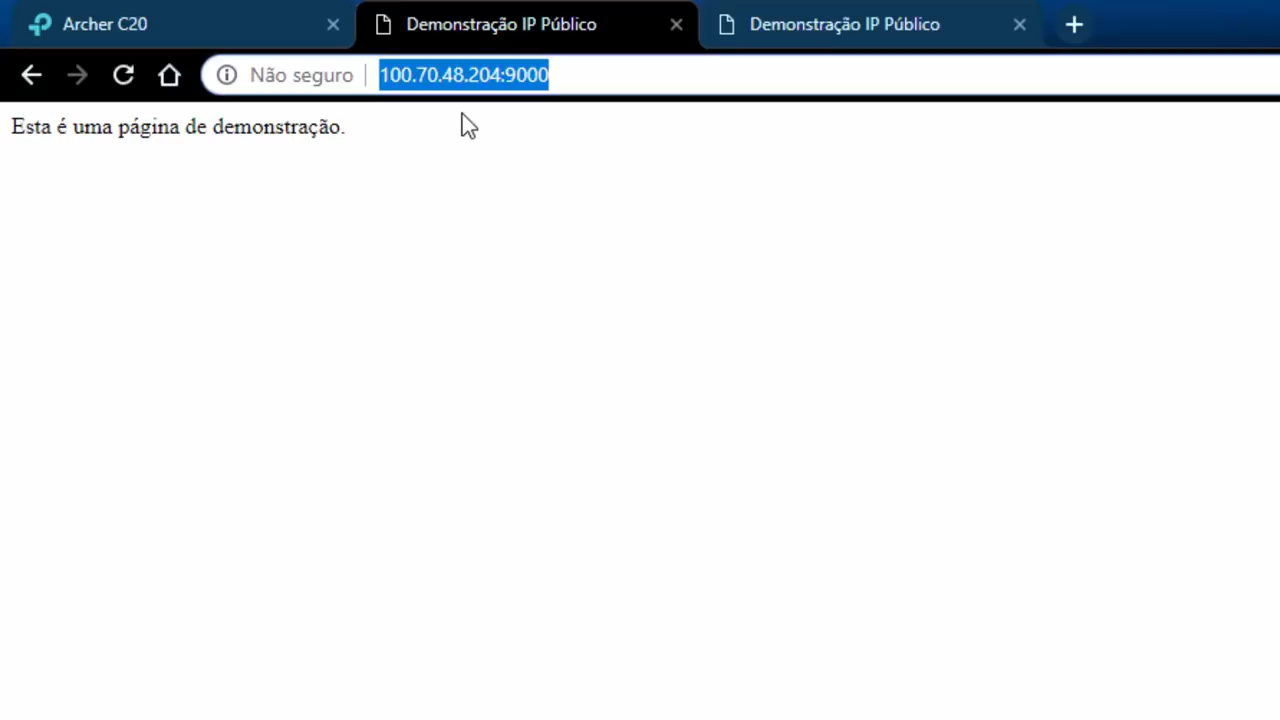 Archer C20
Demonstração IP Público
Demonstração IP Público
Não seguro
100.70.48.204:9000
Esta é uma página de demonstração.